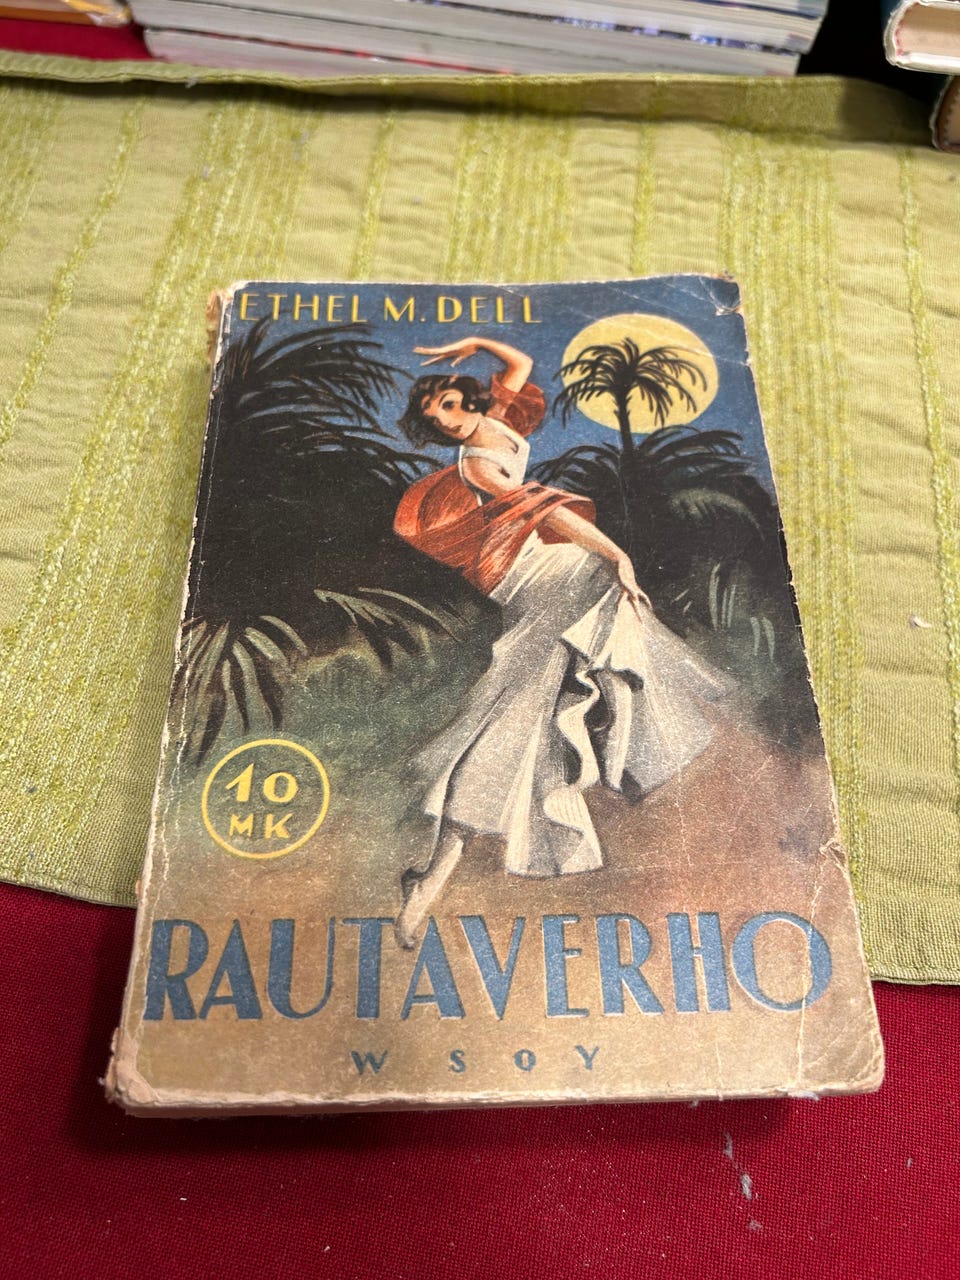 ETHEL M. DELL
10
MK
RAUTAVERHO
WSOY